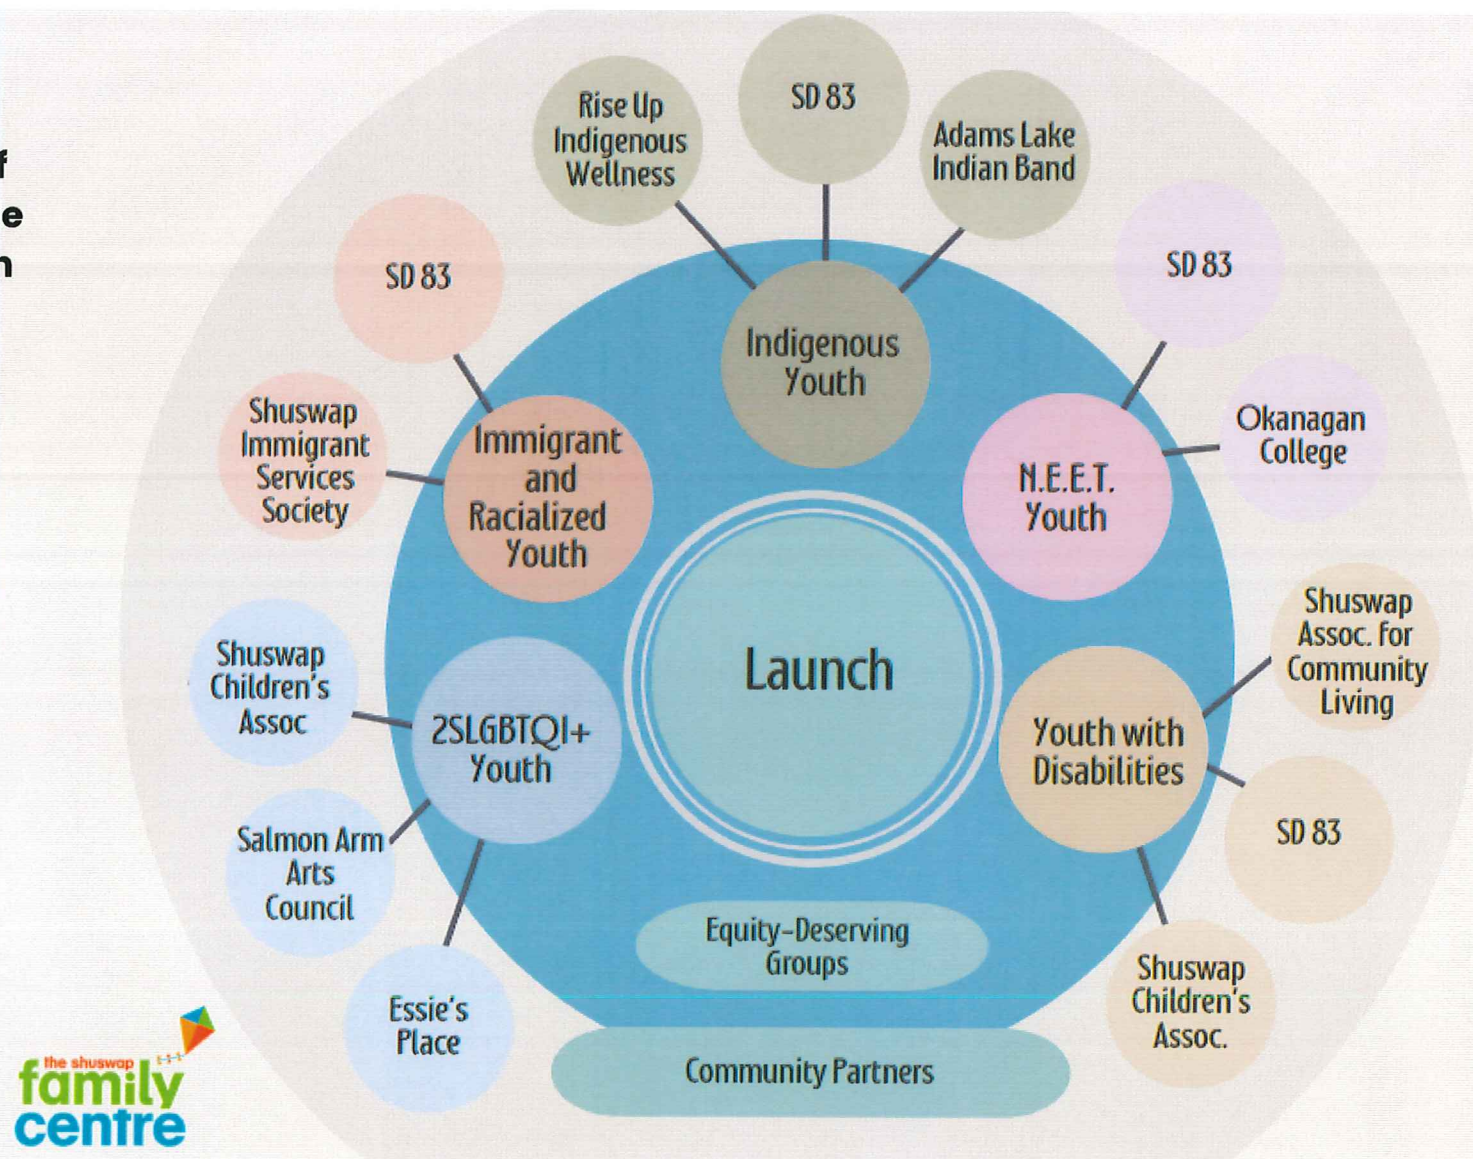 f
e
n
Rise Up
Indigenous
Wellness
SD 83
Adams Lake
Indian Band
SD 83
SD 83
Indigenous
Youth
Okanagan
College
Shuswap
Immigrant
Services
Society
Immigrant
and
Racialized
Youth
N.E.E.T.
Youth
Shuswap
Assoc. for
Community
Living
Shuswap
Children's
Assoc
2SLGBTQI+
Youth
Launch
Youth with
Disabilities
SD 83
Salmon Arm
Arts
Council
Equity-Deserving
Groups
Shuswap
Children's
Assoc.
Essie's
Place
Community Partners
the shuswap
family
centre